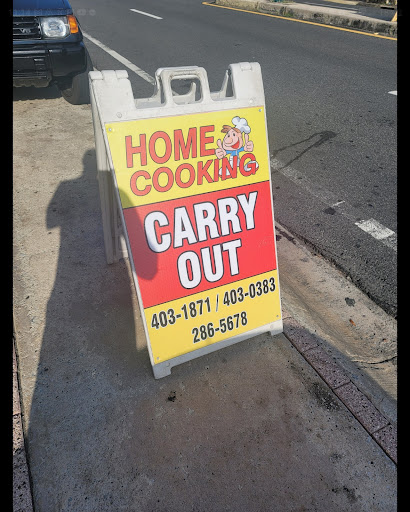 HOME
COOKING
CARRY
OUT
403-1871 / 403-0383
286-5678